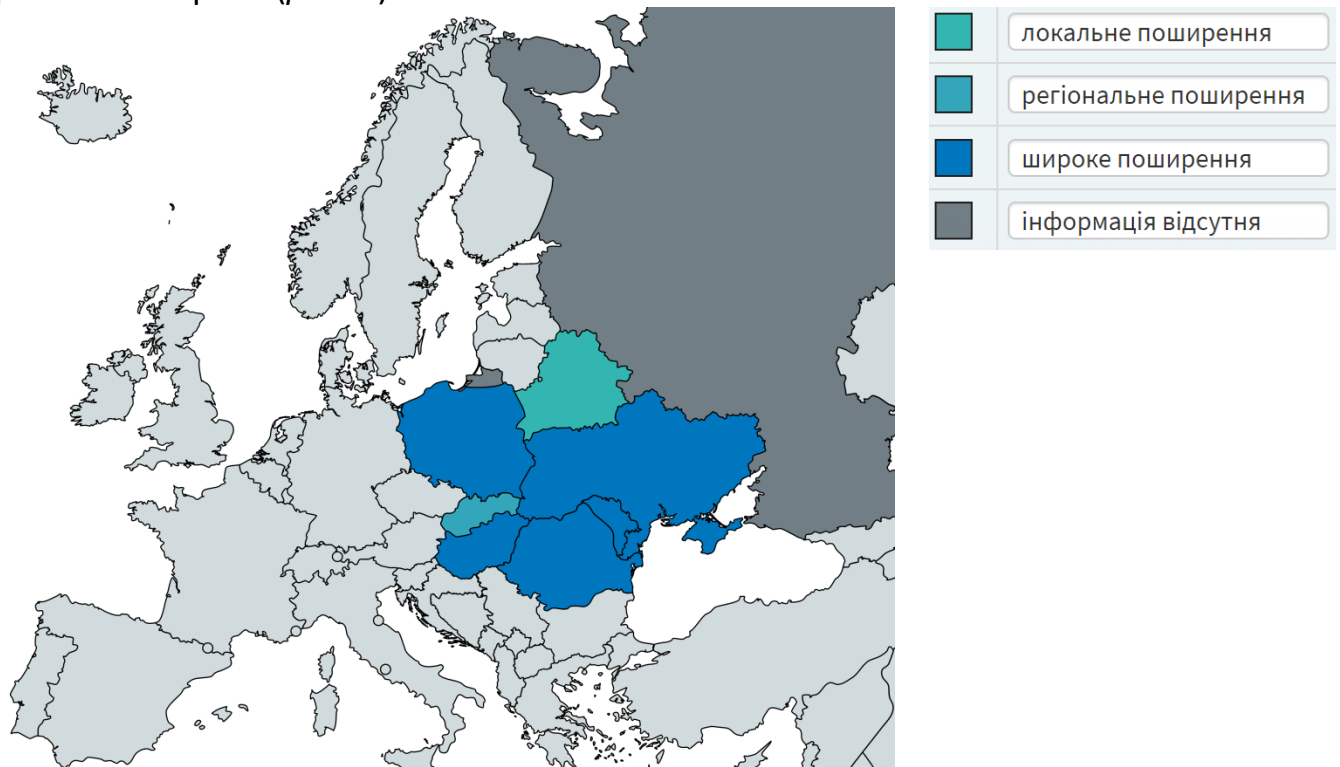 локальне поширення
регіональне поширення
широке поширення
інформація відсутня